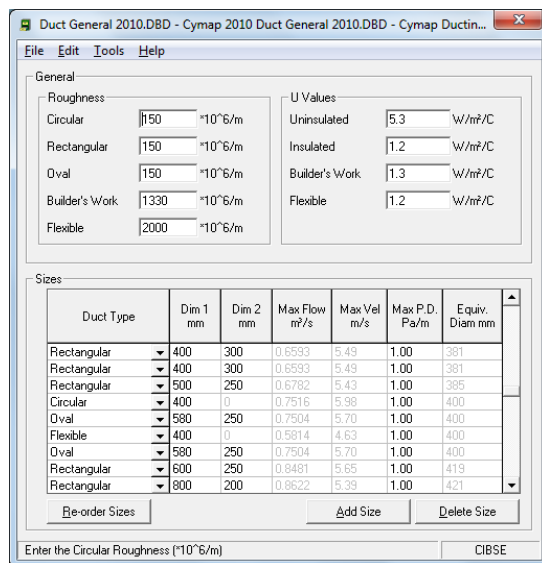 Duct General 2010.DBD - Cymap 2010 Duct General 2010.DBD - Cymap Ductin...
File Edit Tools Help
General
Roughness
Circular 150 *10^6/m
Rectangular 150 *10^6/m
Oval 150 *10^6/m
Builder's Work 1330 *10^6/m
Flexible 2000 *10^6/m
U Values
Uninsulated 5.3 W/m²/C
Insulated 1.2 W/m²/C
Builder's Work 1.3 W/m²/C
Flexible 1.2 W/m²/C
Sizes
Duct Type Dim 1 mm Dim 2 mm Max Flow m³/s Max Vel m/s Max P.D. Pa/m Equiv. Diam mm
Rectangular 400 300 0.6593 5.49 1.00 381
Rectangular 400 300 0.6593 5.49 1.00 381
Rectangular 500 250 0.6782 5.43 1.00 385
Circular 400 0 0.7516 5.98 1.00 400
Oval 580 250 0.7504 5.70 1.00 400
Flexible 400 0 0.5814 4.63 1.00 400
Oval 580 250 0.7504 5.70 1.00 400
Rectangular 600 250 0.8481 5.65 1.00 419
Rectangular 800 200 0.8622 5.39 1.00 421
Re-order Sizes Add Size Delete Size
Enter the Circular Roughness (*10^6/m) CIBSE